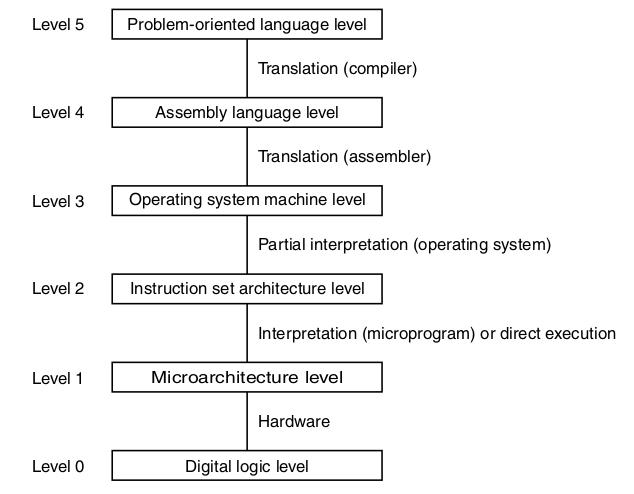 Level 5 Problem-oriented language level
Translation (compiler)
Level 4 Assembly language level
Translation (assembler)
Level 3 Operating system machine level
Partial interpretation (operating system)
Level 2 Instruction set architecture level
Interpretation (microprogram) or direct execution
Level 1 Microarchitecture level
Hardware
Level 0 Digital logic level